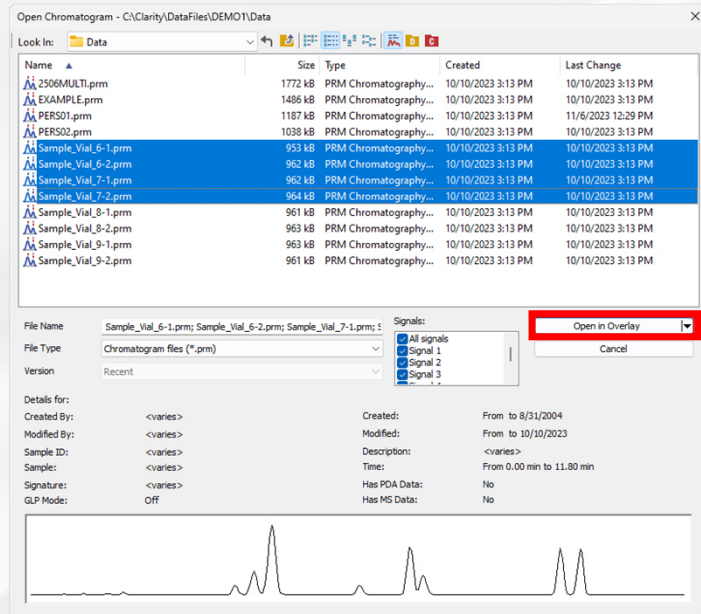 Open Chromatogram - C:\Clarity\DataFiles\DEMO1\Data
Look In: Data
Name Size Type Created Last Change
2506MULTI.prm 1772 kB PRM Chromatography... 10/10/2023 3:13 PM 10/10/2023 3:13 PM
EXAMPLE.prm 1486 kB PRM Chromatography... 10/10/2023 3:13 PM 10/10/2023 3:13 PM
PERS01.prm 1187 kB PRM Chromatography... 10/10/2023 3:13 PM 11/6/2023 12:29 PM
PERS02.prm 1038 kB PRM Chromatography... 10/10/2023 3:13 PM 10/10/2023 3:13 PM
Sample_Vial_6-1.prm 953 kB PRM Chromatography... 10/10/2023 3:13 PM 10/10/2023 3:13 PM
Sample_Vial_6-2.prm 962 kB PRM Chromatography... 10/10/2023 3:13 PM 10/10/2023 3:13 PM
Sample_Vial_7-1.prm 962 kB PRM Chromatography... 10/10/2023 3:13 PM 10/10/2023 3:13 PM
Sample_Vial_7-2.prm 964 kB PRM Chromatography... 10/10/2023 3:13 PM 10/10/2023 3:13 PM
Sample_Vial_8-1.prm 961 kB PRM Chromatography... 10/10/2023 3:13 PM 10/10/2023 3:13 PM
Sample_Vial_8-2.prm 963 kB PRM Chromatography... 10/10/2023 3:13 PM 10/10/2023 3:13 PM
Sample_Vial_9-1.prm 963 kB PRM Chromatography... 10/10/2023 3:13 PM 10/10/2023 3:13 PM
Sample_Vial_9-2.prm 961 kB PRM Chromatography... 10/10/2023 3:13 PM 10/10/2023 3:13 PM
File Name Sample_Vial_6-1.prm; Sample_Vial_6-2.prm; Sample_Vial_7-1.prm;
File Type Chromatogram files (*.prm)
Version Recent
Signals:
All signals
Signal 1
Signal 2
Signal 3
Open in Overlay
Cancel
Details for:
Created By: <varies> Created: From to 8/31/2004
Modified By: <varies> Modified: From to 10/10/2023
Sample ID: <varies> Description: <varies>
Sample: <varies> Time: From 0.00 min to 11.80 min
Signature: <varies> Has PDA Data: No
GLP Mode: Off Has MS Data: No